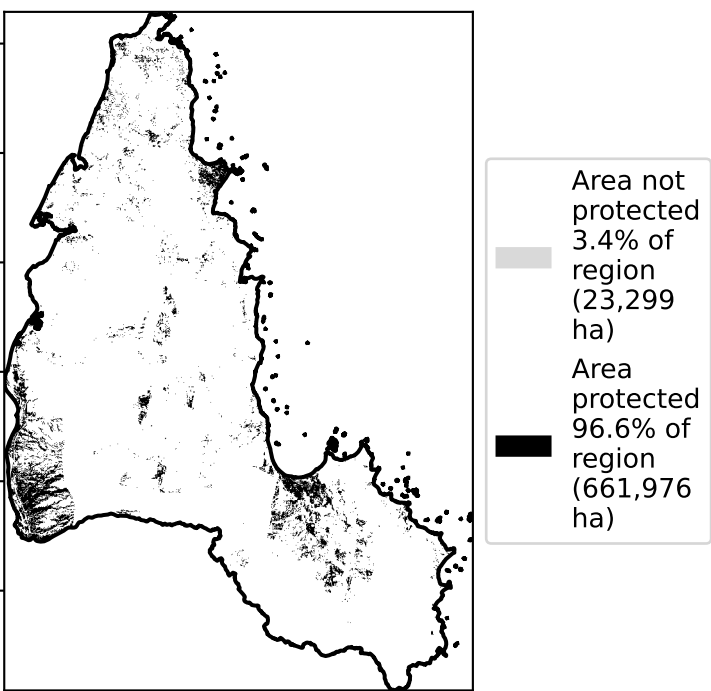 Area not
protected
3.4% of
region
(23,299
ha)
Area
protected
96.6% of
region
(661,976
ha)